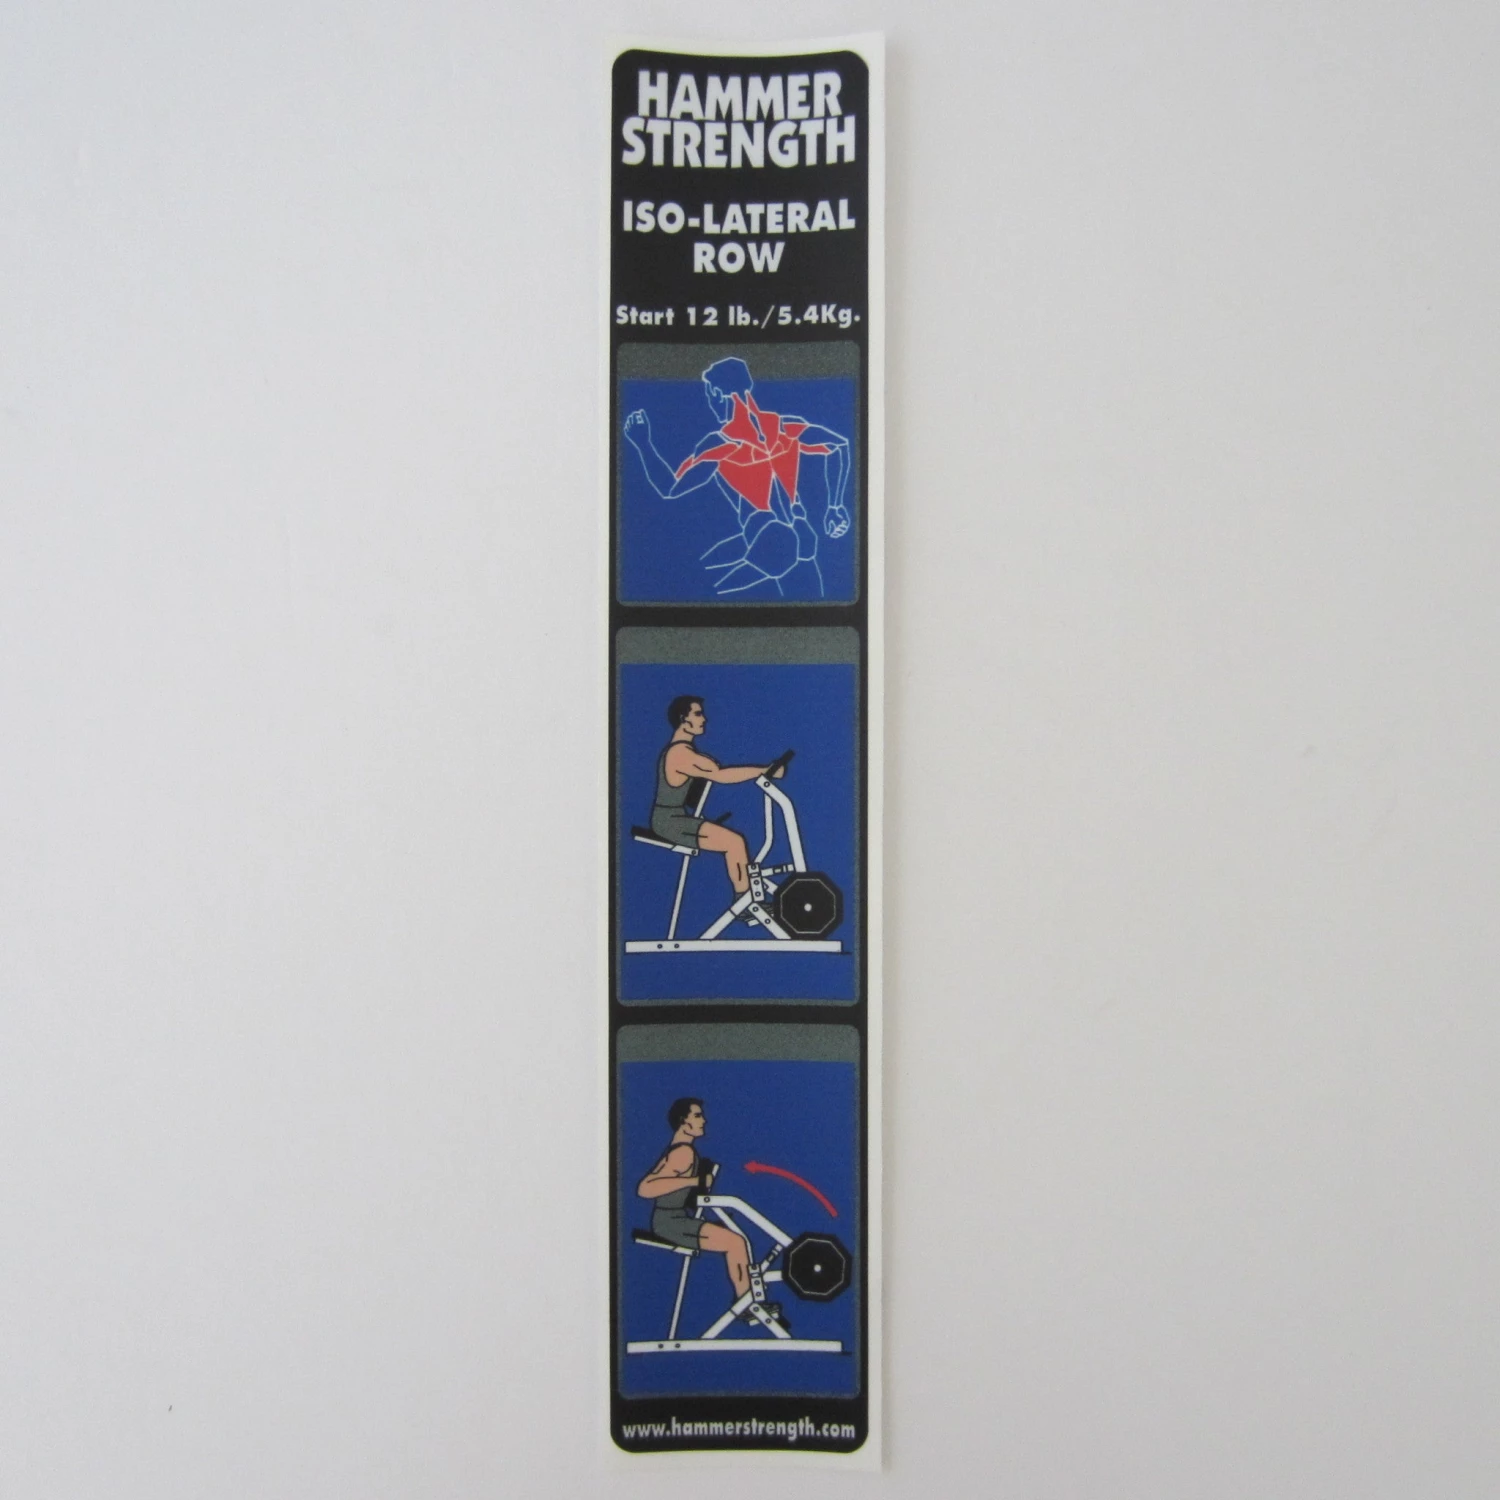 HAMMER
STRENGTH
ISO-LATERAL
ROW
Start 12 lb./5.4Kg.
www.hammerstrength.com